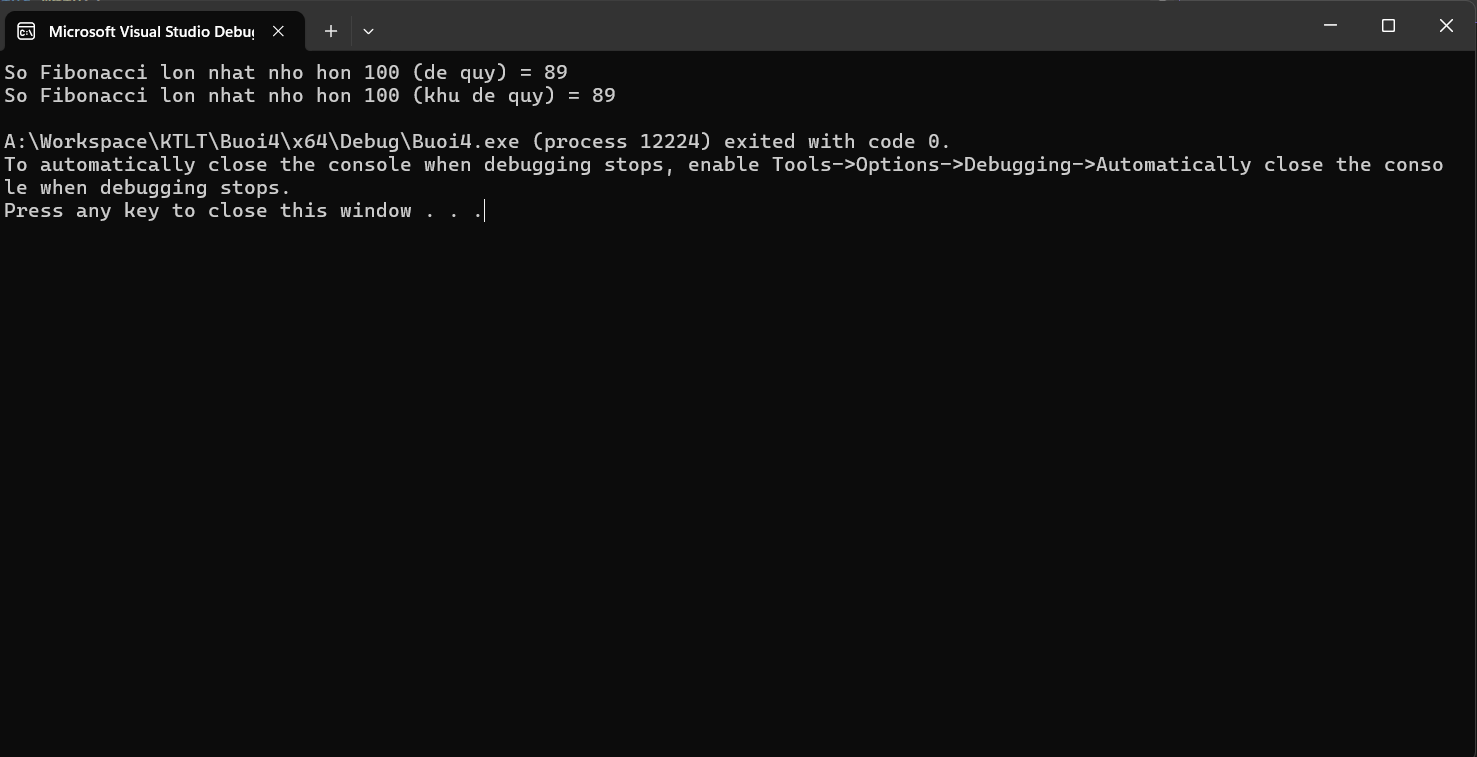 Microsoft Visual Studio Debu
So Fibonacci lon nhat nho hon 100 (de quy) = 89
So Fibonacci lon nhat nho hon 100 (khu de quy) = 89
A:\Workspace\KTLT\Buoi4\x64\Debug\Buoi4.exe (process 12224) exited with code 0.
To automatically close the console when debugging stops, enable Tools->Options->Debugging->Automatically close the conso
le when debugging stops.
Press any key to close this window . . .